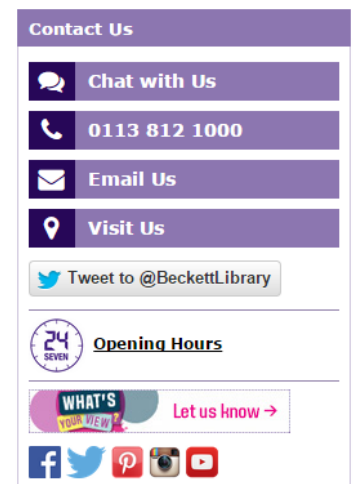 Contact Us
Chat with Us
0113 812 1000
Email Us
Visit Us
Tweet to @BeckettLibrary
24
SEVEN
Opening Hours
WHAT'S
YOUR VIEW?
Let us know →